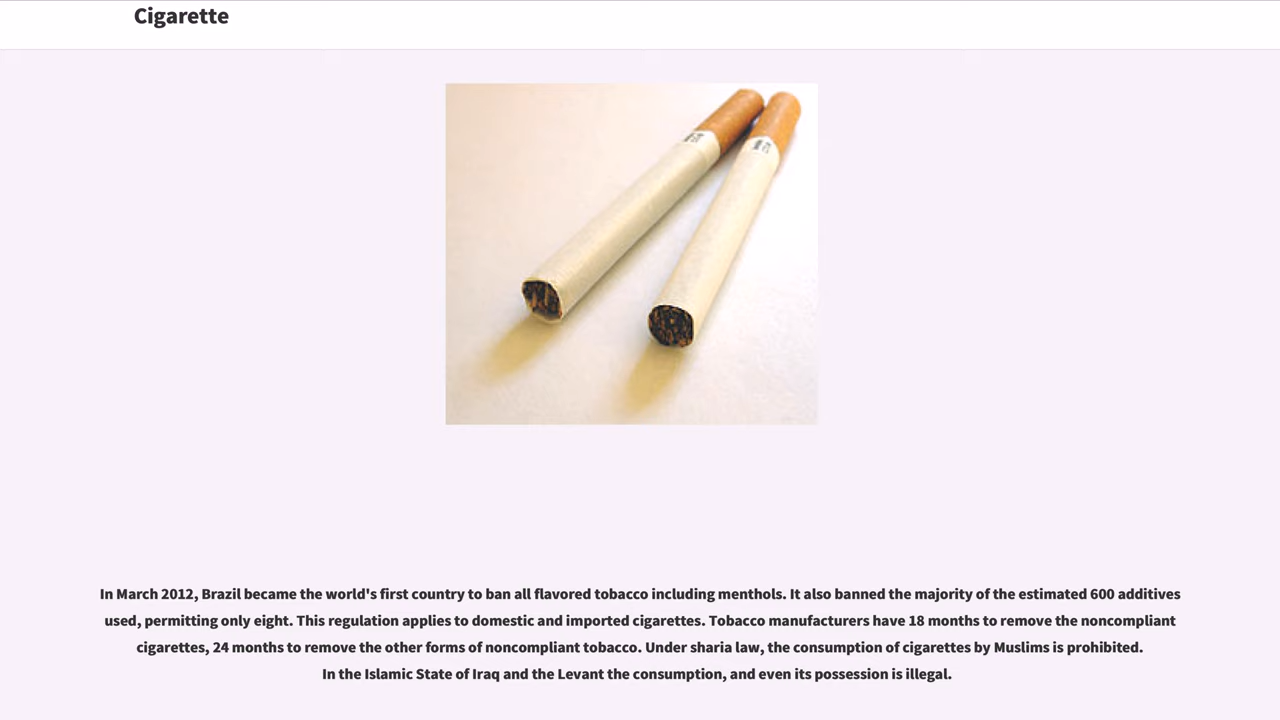 Cigarette
In March 2012, Brazil became the world's first country to ban all flavored tobacco including menthols. It also banned the majority of the estimated 600 additives
used, permitting only eight. This regulation applies to domestic and imported cigarettes. Tobacco manufacturers have 18 months to remove the noncompliant
cigarettes, 24 months to remove the other forms of noncompliant tobacco. Under sharia law, the consumption of cigarettes by Muslims is prohibited.
In the Islamic State of Iraq and the Levant the consumption, and even its possession is illegal.